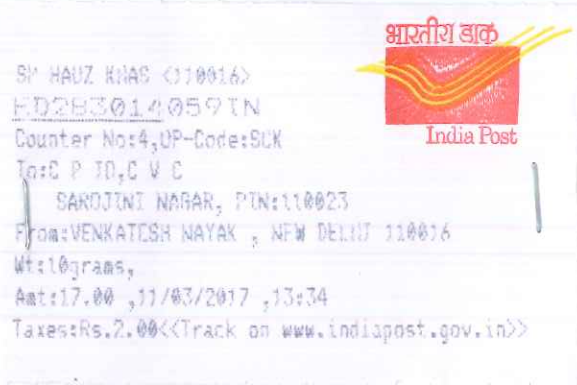 भारतीय डाक
India Post
SP HAUZ KHAS <110016>
ED283014059IN
Counter No:4,OP-Code:SCK
To:C P IO,C V C
SAROJINI NAGAR, PIN:110023
From:VENKATESH NAYAK , NEW DELHI 110016
Wt:10grams,
Amt:17.00 ,11/03/2017 ,13:34
Taxes:Rs.2.00<<Track on www.indiapost.gov.in>>